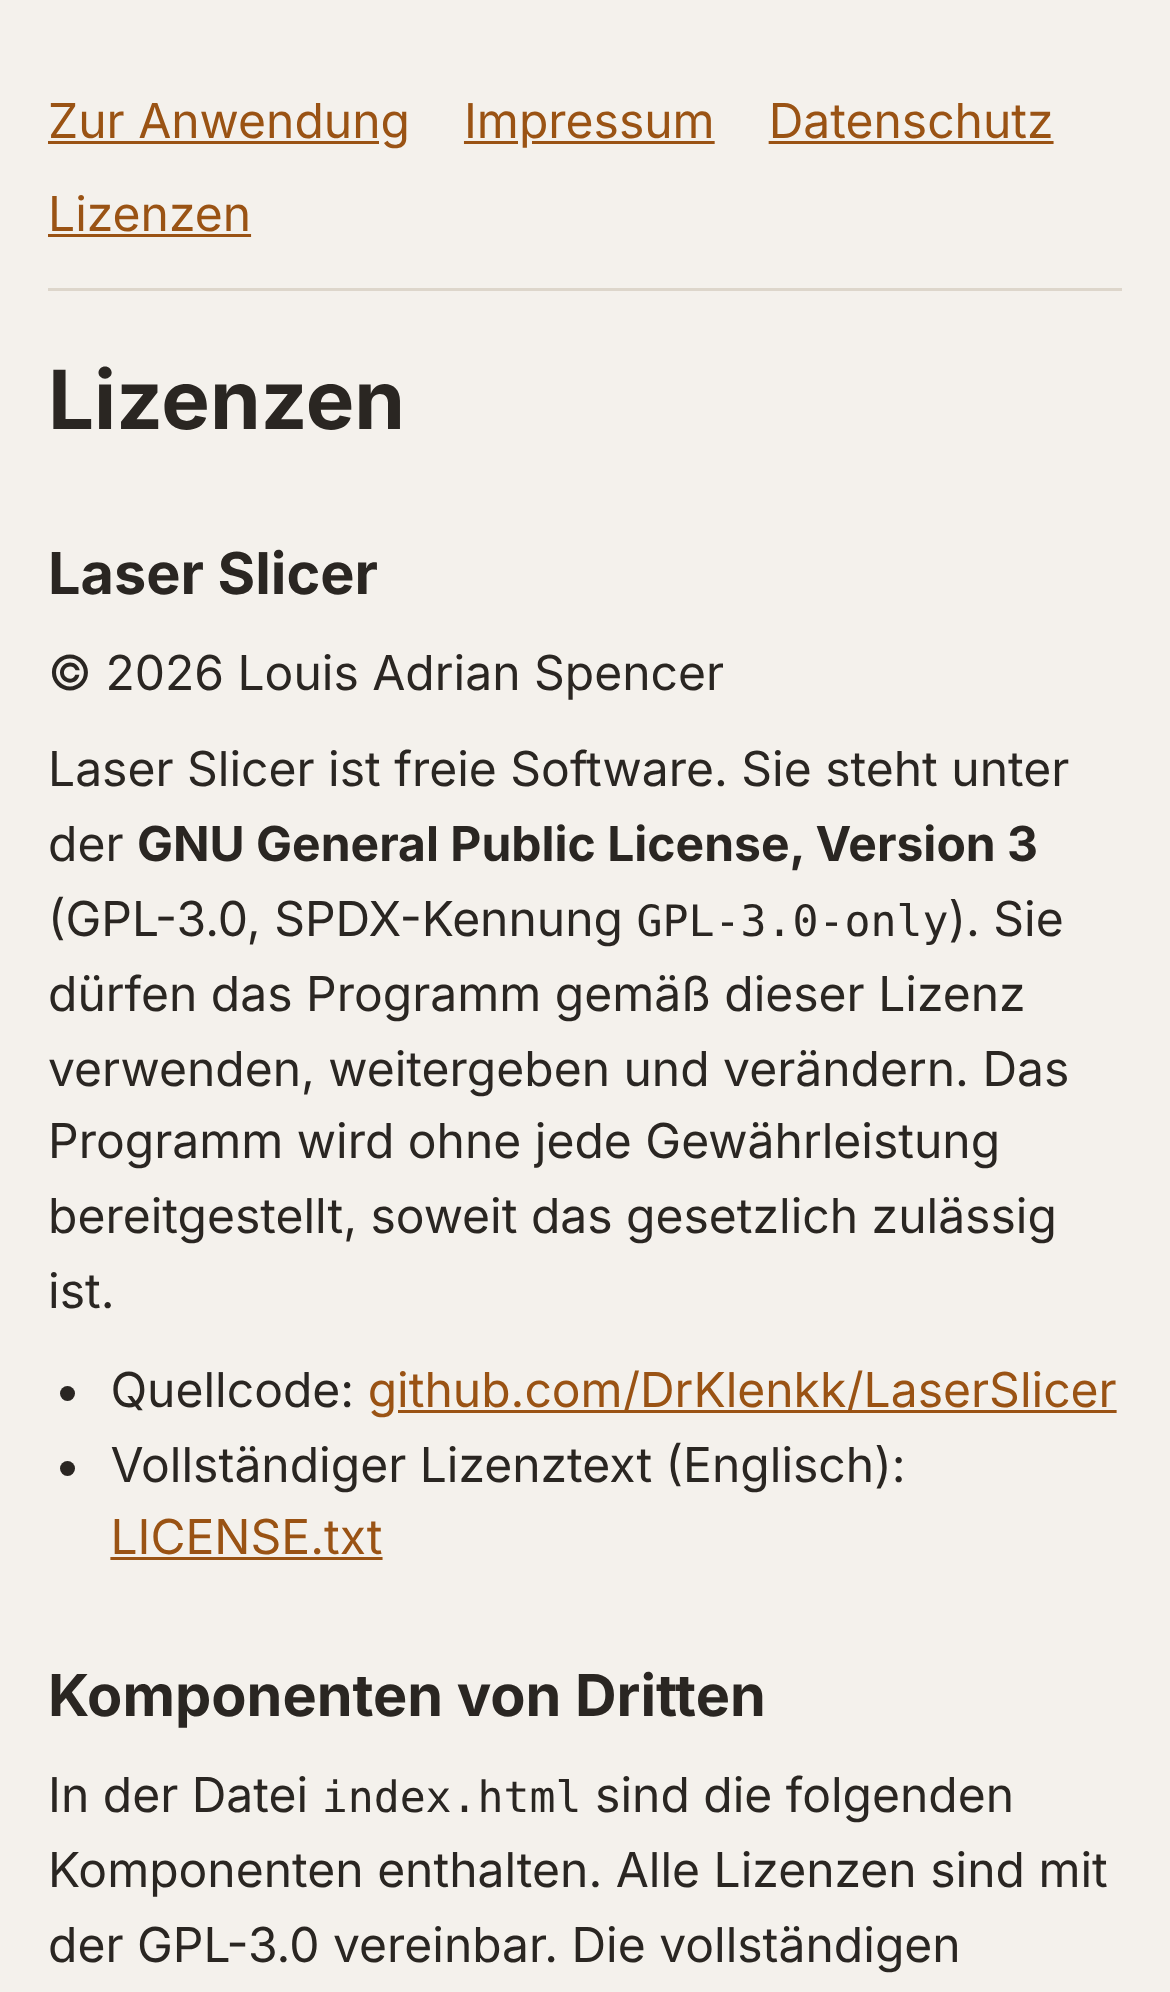 Zur Anwendung Impressum Datenschutz
Lizenzen
Lizenzen
Laser Slicer
© 2026 Louis Adrian Spencer
Laser Slicer ist freie Software. Sie steht unter
der GNU General Public License, Version 3
(GPL-3.0, SPDX-Kennung GPL-3.0-only). Sie
dürfen das Programm gemäß dieser Lizenz
verwenden, weitergeben und verändern. Das
Programm wird ohne jede Gewährleistung
bereitgestellt, soweit das gesetzlich zulässig
ist.
• Quellcode: github.com/DrKlenkk/LaserSlicer
• Vollständiger Lizenztext (Englisch):
LICENSE.txt
Komponenten von Dritten
In der Datei index.html sind die folgenden
Komponenten enthalten. Alle Lizenzen sind mit
der GPL-3.0 vereinbar. Die vollständigen